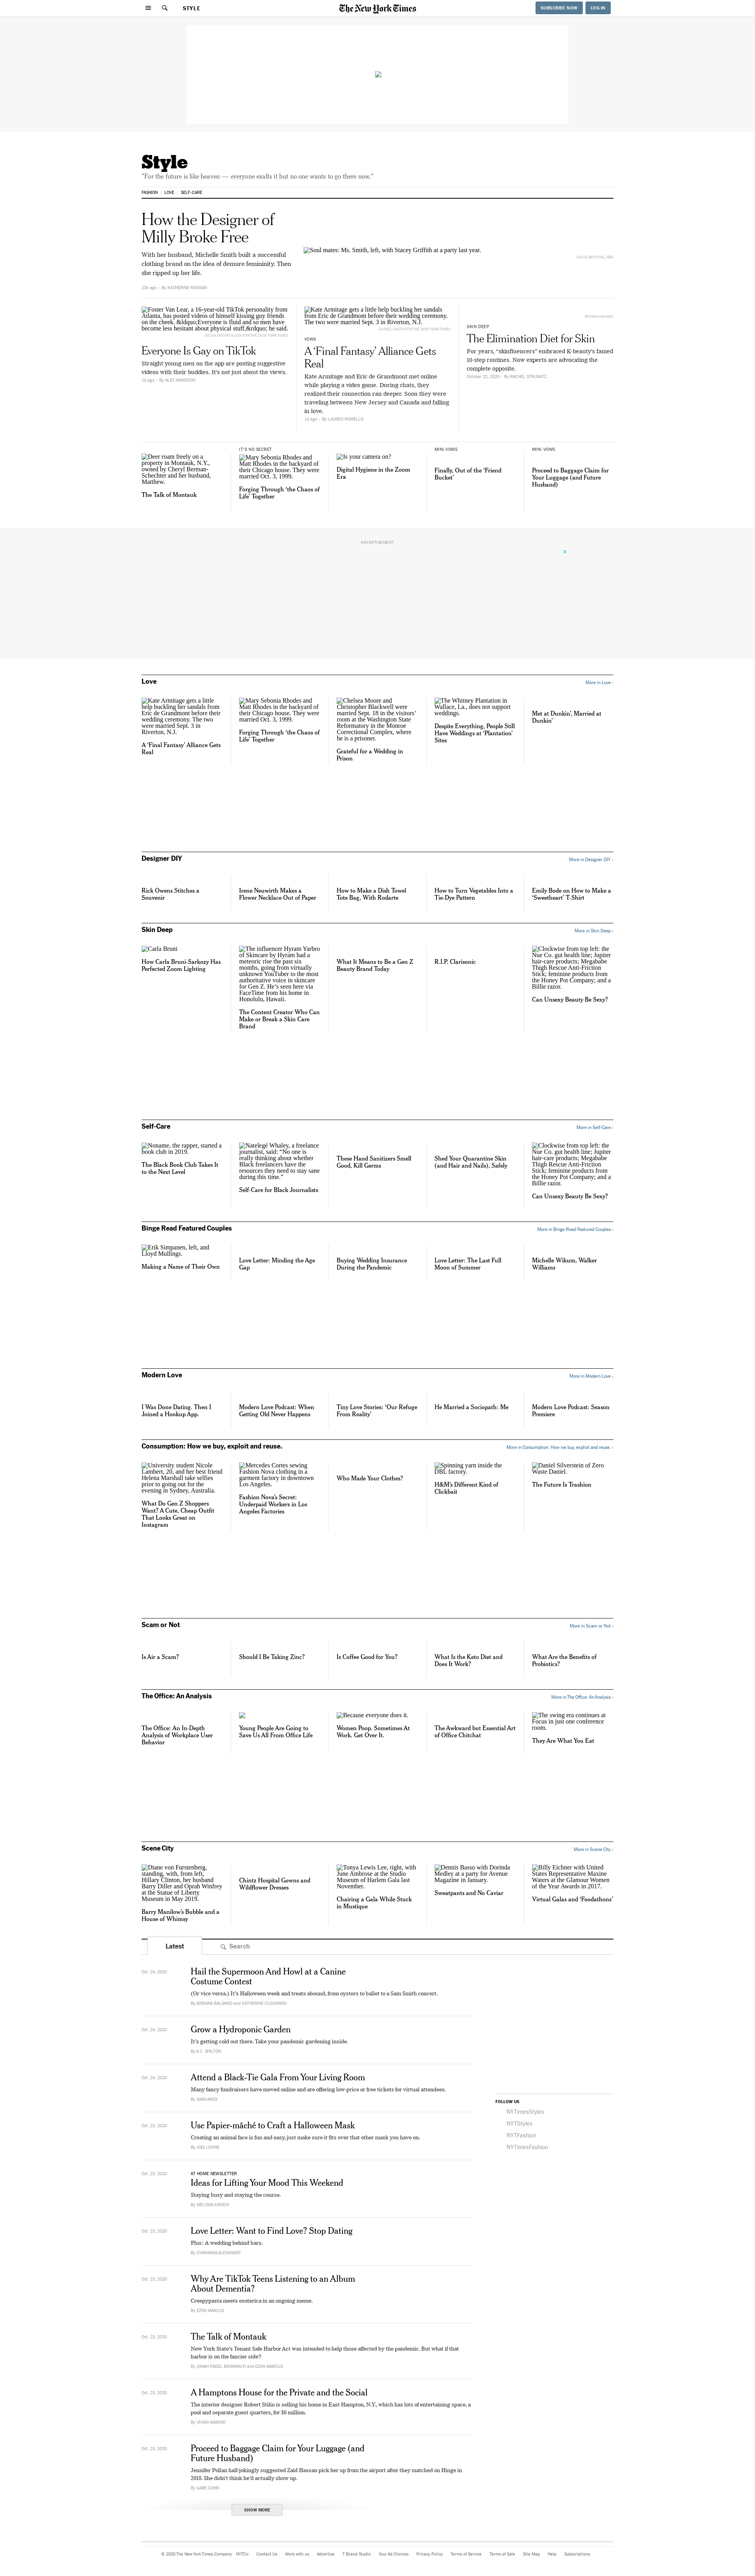 STYLE
The New York Times
SUBSCRIBE NOW
LOG IN
Style
"For the future is like heaven — everyone exalts it but no one wants to go there now."
FASHION
LOVE
SELF-CARE
How the Designer of
Milly Broke Free
With her husband, Michelle Smith built a successful
clothing brand on the idea of demure femininity. Then
she ripped up her life.
Soul mates: Ms. Smith, left, with Stacey Griffith at a party last year.
By KATHERINE ROSMAN
Foster Van Lear, a 16-year-old TikTok personality from
Atlanta, has posted videos of himself kissing guy friends
on the cheek. &ldquo;Everyone is fluid and so men have
become less hesitant about physical stuff,&rdquo; he said.
Everyone Is Gay on TikTok
Straight young men on the app are posting suggestive
videos with their buddies. It's not just about the views.
1d ago - By ALEX HAWGOOD
Kate Armitage gets a little help buckling her sandals
from Eric de Grandmont before their wedding ceremony.
The two were married Sept. 3 in Riverton, N.J.
VOWS
A 'Final Fantasy' Alliance Gets
Real
Kate Armitage and Eric de Grandmont met online
while playing a video game. During chats, they
realized their connection ran deeper. Soon they were
traveling between New Jersey and Canada and falling
in love.
SKIN DEEP
The Elimination Diet for Skin
For years, "skinfluencers" embraced K-beauty's famed
10-step routines. Now experts are advocating the
complete opposite.
October 22, 2020 - By RACHEL STRUGATZ
Deer roam freely on a
property in Montauk, N.Y.,
owned by Cheryl Berman-
Schechter and her husband,
Matthew.
The Talk of Montauk
IT'S NO SECRET
Mary Sebonia Rhodes and
Matt Rhodes in the backyard of
their Chicago house. They were
married Oct. 3, 1999.
Forging Through 'the Chaos of
Life' Together
Is your camera on?
Digital Hygiene in the Zoom
Era
MINI-VOWS
Finally, Out of the 'Friend
Bucket'
MINI-VOWS
Proceed to Baggage Claim for
Your Luggage (and Future
Husband)
ADVERTISEMENT
Love
More in Love ›
Kate Armitage gets a little
help buckling her sandals from
Eric de Grandmont before their
wedding ceremony. The two
were married Sept. 3 in
Riverton, N.J.
A 'Final Fantasy' Alliance Gets
Real
Mary Sebonia Rhodes and
Matt Rhodes in the backyard of
their Chicago house. They were
married Oct. 3, 1999.
Forging Through 'the Chaos of
Life' Together
Chelsea Moore and
Christopher Blackwell were
married Sept. 18 in the visitors'
room at the Washington State
Reformatory in the Monroe
Correctional Complex, where
he is a prisoner.
Grateful for a Wedding in
Prison
The Whitney Plantation in
Wallace, La., does not support
weddings.
Despite Everything, People Still
Have Weddings at 'Plantation'
Sites
Met at Dunkin', Married at
Dunkin'
Designer DIY
More in Designer DIY ›
Rick Owens Stitches a
Souvenir
Irene Neuwirth Makes a
Flower Necklace Out of Paper
How to Make a Dish Towel
Tote Bag, With Rodarte
How to Turn Vegetables Into a
Tie-Dye Pattern
Emily Bode on How to Make a
'Sweetheart' T-Shirt
Skin Deep
More in Skin Deep ›
Carla Bruni
How Carla Bruni-Sarkozy Has
Perfected Zoom Lighting
The influencer Hyram Yarbro
of Skincare by Hyram had a
meteoric rise the past six
months, going from virtually
unknown YouTuber to the most
authoritative voice in skincare
for Gen Z. He's seen here via
FaceTime from his home in
Honolulu, Hawaii.
The Content Creator Who Can
Make or Break a Skin Care
Brand
What It Means to Be a Gen Z
Beauty Brand Today
R.I.P. Clarisonic
Clockwise from top left: the
Nue Co. gut health line; Jupiter
hair-care products; Megababe
Thigh Rescue Anti-Friction
Stick; feminine products from
the Honey Pot Company; and a
Billie razor.
Can Unsexy Beauty Be Sexy?
Self-Care
More in Self-Care ›
Noname, the rapper, started a
book club in 2019.
The Black Book Club Takes It
to the Next Level
Natelegé Whaley, a freelance
journalist, said: "No one is
really thinking about whether
Black freelancers have the
resources they need to stay sane
during this time."
Self-Care for Black Journalists
These Hand Sanitizers Smell
Good, Kill Germs
Shed Your Quarantine Skin
(and Hair and Nails), Safely
Clockwise from top left: the
Nue Co. gut health line; Jupiter
hair-care products; Megababe
Thigh Rescue Anti-Friction
Stick; feminine products from
the Honey Pot Company; and a
Billie razor.
Can Unsexy Beauty Be Sexy?
Binge Read Featured Couples
More in Binge Read Featured Couples ›
Erik Simpanen, left, and
Lloyd Mullings.
Making a Name of Their Own
Love Letter: Minding the Age
Gap
Buying Wedding Insurance
During the Pandemic
Love Letter: The Last Full
Moon of Summer
Michelle Wikum, Walker
Williams
Modern Love
More in Modern Love ›
I Was Done Dating. Then I
Joined a Hookup App.
Modern Love Podcast: When
Getting Old Never Happens
Tiny Love Stories: 'Our Refuge
From Reality'
He Married a Sociopath: Me
Modern Love Podcast: Season
Premiere
Consumption: How we buy, exploit and reuse.
More in Consumption: How we buy, exploit and reuse. ›
University student Nicole
Lambert, 20, and her best friend
Helena Marshall take selfies
prior to going out for the
evening in Sydney, Australia.
What Do Gen Z Shoppers
Want? A Cute, Cheap Outfit
That Looks Great on
Instagram
Mercedes Cortes sewing
Fashion Nova clothing in a
garment factory in downtown
Los Angeles.
Fashion Nova's Secret:
Underpaid Workers in Los
Angeles Factories
Who Made Your Clothes?
Spinning yarn inside the
DBL factory.
H&M's Different Kind of
Clickbait
Daniel Silverstein of Zero
Waste Daniel.
The Future Is Trashion
Scam or Not
More in Scam or Not ›
Is Air a Scam?
Should I Be Taking Zinc?
Is Coffee Good for You?
What Is the Keto Diet and
Does It Work?
What Are the Benefits of
Probiotics?
The Office: An Analysis
More in The Office: An Analysis ›
The Office: An In-Depth
Analysis of Workplace User
Behavior
Young People Are Going to
Save Us All From Office Life
Because everyone does it.
Women Poop. Sometimes At
Work. Get Over It.
The Awkward but Essential Art
of Office Chitchat
The swing era continues at
Focus in just one conference
room.
They Are What You Eat
Scene City
More in Scene City ›
Diane von Furstenberg,
standing, with, from left,
Hillary Clinton, her husband
Barry Diller and Oprah Winfrey
at the Statue of Liberty
Museum in May 2019.
Barry Manilow's Bubble and a
House of Whimsy
Chintz Hospital Gowns and
Wildflower Dresses
Tonya Lewis Lee, right, with
June Ambrose at the Studio
Museum of Harlem Gala last
November.
Chairing a Gala While Stuck
in Mustique
Dennis Basso with Dorinda
Medley at a party for Avenue
Magazine in January.
Sweatpants and No Caviar
Billy Eichner with United
States Representative Maxine
Waters at the Glamour Women
of the Year Awards in 2017.
Virtual Galas and 'Foodathons'
Latest
Search
Oct. 24, 2020
Hail the Supermoon And Howl at a Canine
Costume Contest
(Or vice versa.) It's Halloween week and treats abound, from oysters to ballet to a Sam Smith concert.
By ADRIANA BALSAMO and KATHERINE CUSUMANO
Oct. 24, 2020
Grow a Hydroponic Garden
It's getting cold out there. Take your pandemic gardening inside.
By A.C. SHILTON
Oct. 24, 2020
Attend a Black-Tie Gala From Your Living Room
Many fancy fundraisers have moved online and are offering low-price or free tickets for virtual attendees.
By SARA ARIDI
Use Papier-mâché to Craft a Halloween Mask
Creating an animal face is fun and easy, just make sure it fits over that other mask you have on.
By JODI LEVINE
AT HOME NEWSLETTER
Ideas for Lifting Your Mood This Weekend
Staying busy and staying the course.
By MELISSA KIRSCH
Oct. 23, 2020
Love Letter: Want to Find Love? Stop Dating
Plus: A wedding behind bars.
By CHARANNA ALEXANDER
Oct. 23, 2020
Why Are TikTok Teens Listening to an Album
About Dementia?
Creepypasta meets esoterica in an ongoing meme.
By EZRA MARCUS
Oct. 23, 2020
The Talk of Montauk
New York State's Tenant Safe Harbor Act was intended to help those affected by the pandemic. But what if that
harbor is on the fancier side?
By JONAH ENGEL BROMWICH and EZRA MARCUS
Oct. 23, 2020
A Hamptons House for the Private and the Social
The interior designer Robert Stilin is selling his home in East Hampton, N.Y., which has lots of entertaining space, a
pool and separate guest quarters, for $6 million.
By VIVIAN MARINO
Oct. 23, 2020
Proceed to Baggage Claim for Your Luggage (and
Future Husband)
Jennifer Pollan half-jokingly suggested Zaid Hassan pick her up from the airport after they matched on Hinge in
2018. She didn't think he'd actually show up.
By GABE COHN
SHOW MORE
FOLLOW US
NYTimesStyles
NYTStyles
NYTFashion
NYTimesFashion
© 2020 The New York Times Company
NYTCo
Contact Us
Work with us
Advertise
T Brand Studio
Your Ad Choices
Privacy Policy
Terms of Service
Terms of Sale
Site Map
Help
Subscriptions